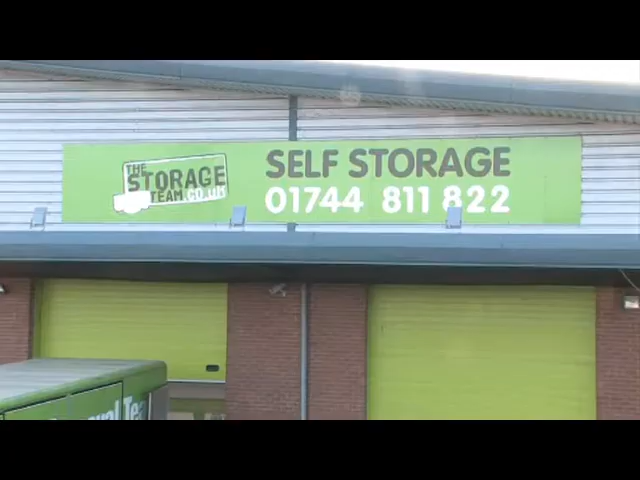 THE
STORAGE
TEAM.CO.UK
SELF STORAGE
01744 811 822